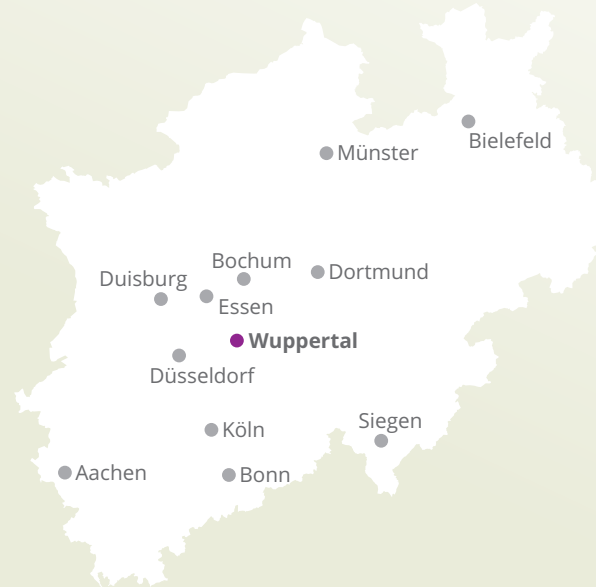 Bielefeld
Münster
Bochum
Dortmund
Duisburg
Essen
Wuppertal
Düsseldorf
Siegen
Köln
Aachen
Bonn